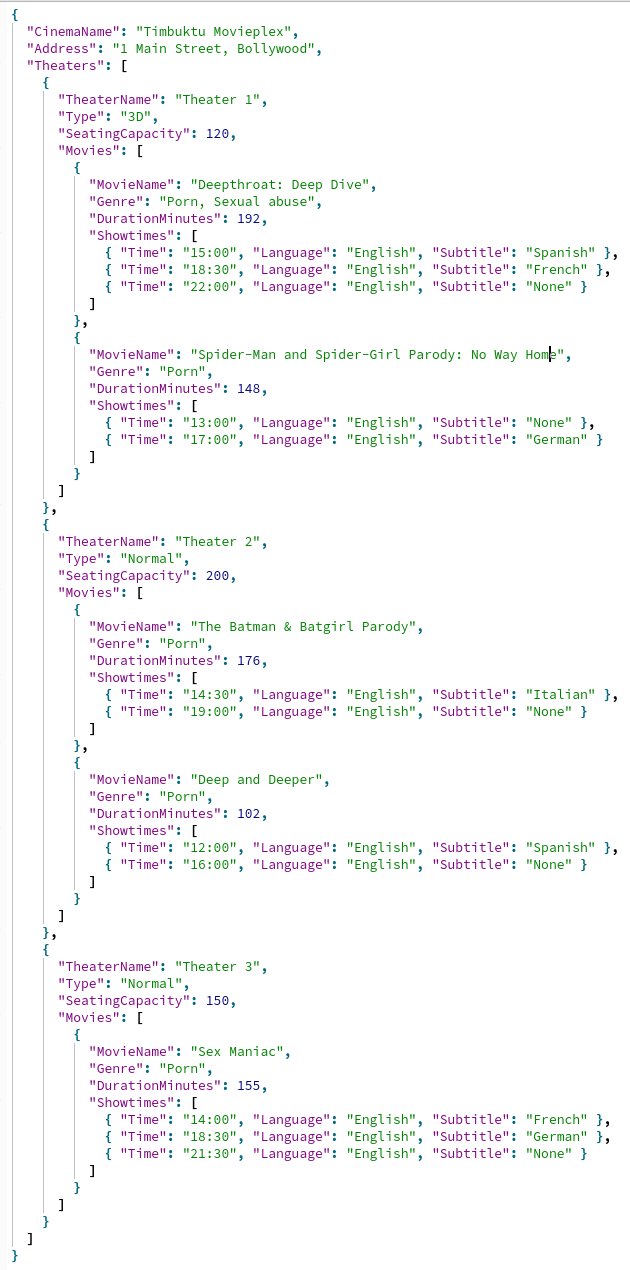 {
  "CinemaName": "Timbuktu Movieplex",
  "Address": "1 Main Street, Bollywood",
  "Theaters": [
    {
      "TheaterName": "Theater 1",
      "Type": "3D",
      "SeatingCapacity": 120,
      "Movies": [
        {
          "MovieName": "Deepthroat: Deep Dive",
          "Genre": "Porn, Sexual abuse",
          "DurationMinutes": 192,
          "Showtimes": [
            { "Time": "15:00", "Language": "English", "Subtitle": "Spanish" },
            { "Time": "18:30", "Language": "English", "Subtitle": "French" },
            { "Time": "22:00", "Language": "English", "Subtitle": "None" }
          ]
        },
        {
          "MovieName": "Spider-Man and Spider-Girl Parody: No Way Home",
          "Genre": "Porn",
          "DurationMinutes": 148,
          "Showtimes": [
            { "Time": "13:00", "Language": "English", "Subtitle": "None" },
            { "Time": "17:00", "Language": "English", "Subtitle": "German" }
          ]
        }
      ]
    },
    {
      "TheaterName": "Theater 2",
      "Type": "Normal",
      "SeatingCapacity": 200,
      "Movies": [
        {
          "MovieName": "The Batman & Batgirl Parody",
          "Genre": "Porn",
          "DurationMinutes": 176,
          "Showtimes": [
            { "Time": "14:30", "Language": "English", "Subtitle": "Italian" },
            { "Time": "19:00", "Language": "English", "Subtitle": "None" }
          ]
        },
        {
          "MovieName": "Deep and Deeper",
          "Genre": "Porn",
          "DurationMinutes": 102,
          "Showtimes": [
            { "Time": "12:00", "Language": "English", "Subtitle": "Spanish" },
            { "Time": "16:00", "Language": "English", "Subtitle": "None" }
          ]
        }
      ]
    },
    {
      "TheaterName": "Theater 3",
      "Type": "Normal",
      "SeatingCapacity": 150,
      "Movies": [
        {
          "MovieName": "Sex Maniac",
          "Genre": "Porn",
          "DurationMinutes": 155,
          "Showtimes": [
            { "Time": "14:00", "Language": "English", "Subtitle": "French" },
            { "Time": "18:30", "Language": "English", "Subtitle": "German" },
            { "Time": "21:30", "Language": "English", "Subtitle": "None" }
          ]
        }
      ]
    }
  ]
}